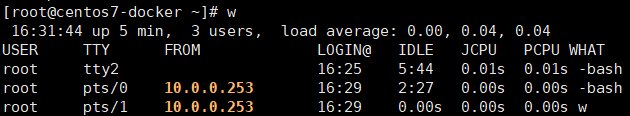 [root@centos7-docker ~]# w
 16:31:44 up 5 min,  3 users,  load average: 0.00, 0.04, 0.04
USER     TTY      FROM             LOGIN@   IDLE   JCPU   PCPU WHAT
root     tty2                      16:25    5:44   0.01s  0.01s -bash
root     pts/0    10.0.0.253       16:29    2:27   0.00s  0.00s -bash
root     pts/1    10.0.0.253       16:29    0.00s  0.00s  0.00s w